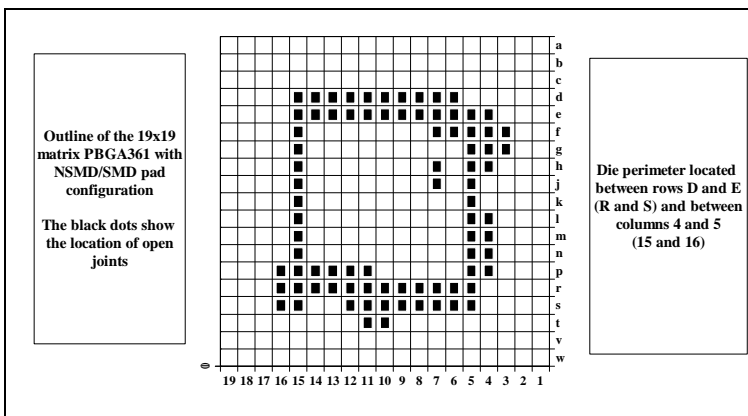 Outline of the 19x19
matrix PBGA361 with
NSMD/SMD pad
configuration
The black dots show
the location of open
joints
a
b
c
d
e
f
g
h
j
k
l
m
n
p
r
s
t
v
w
0
19 18 17 16 15 14 13 12 11 10 9 8 7 6 5 4 3 2 1
Die perimeter located
between rows D and E
(R and S) and between
columns 4 and 5
(15 and 16)